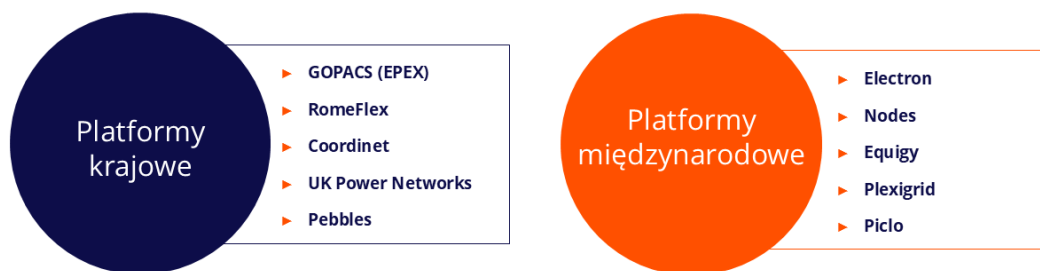 Platformy
krajowe
► GOPACS (EPEX)
► RomeFlex
► Coordinet
► UK Power Networks
► Pebbles
Platformy
międzynarodowe
► Electron
► Nodes
► Equigy
► Plexigrid
► Piclo